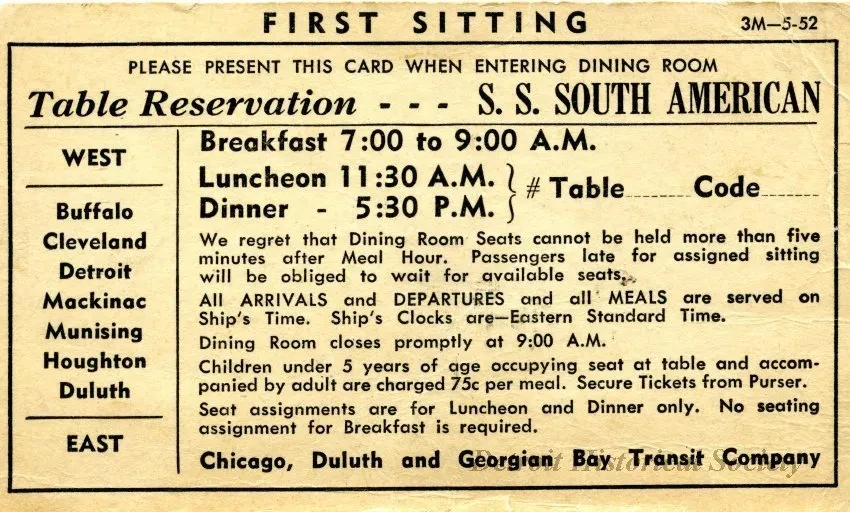 FIRST SITTING
3M—5-52
PLEASE PRESENT THIS CARD WHEN ENTERING DINING ROOM
Table Reservation - - - S. S. SOUTH AMERICAN
WEST
Buffalo
Cleveland
Detroit
Mackinac
Munising
Houghton
Duluth
EAST
Breakfast 7:00 to 9:00 A.M.
Luncheon 11:30 A.M.
Dinner - 5:30 P.M.
# Table...... Code......
We regret that Dining Room Seats cannot be held more than five
minutes after Meal Hour. Passengers late for assigned sitting
will be obliged to wait for available seats.
All ARRIVALS and DEPARTURES and all MEALS are served on
Ship's Time. Ship's Clocks are—Eastern Standard Time.
Dining Room closes promptly at 9:00 A.M.
Children under 5 years of age occupying seat at table and accom-
panied by adult are charged 75c per meal. Secure Tickets from Purser.
Seat assignments are for Luncheon and Dinner only. No seating
assignment for Breakfast is required.
Chicago, Duluth and Georgian Bay Transit Company
Detroit Historical Society